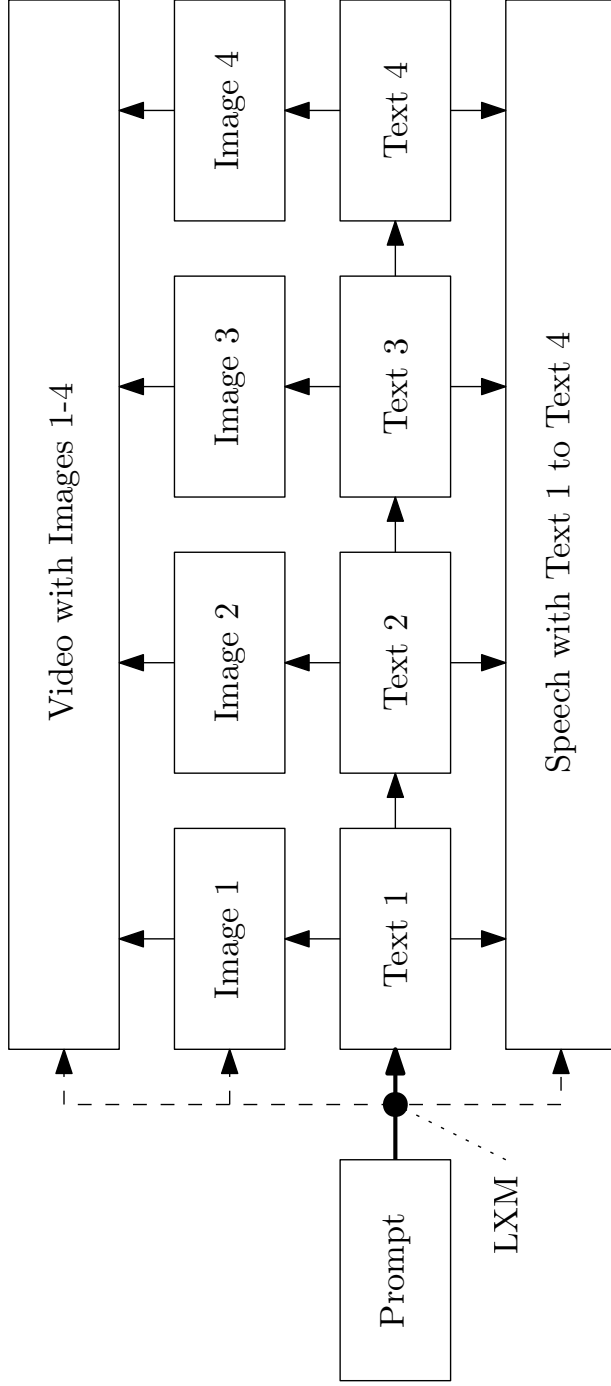 Video with Images 1-4
Image 1
Image 2
Image 3
Image 4
Prompt
Text 1
Text 2
Text 3
Text 4
LXM
Speech with Text 1 to Text 4